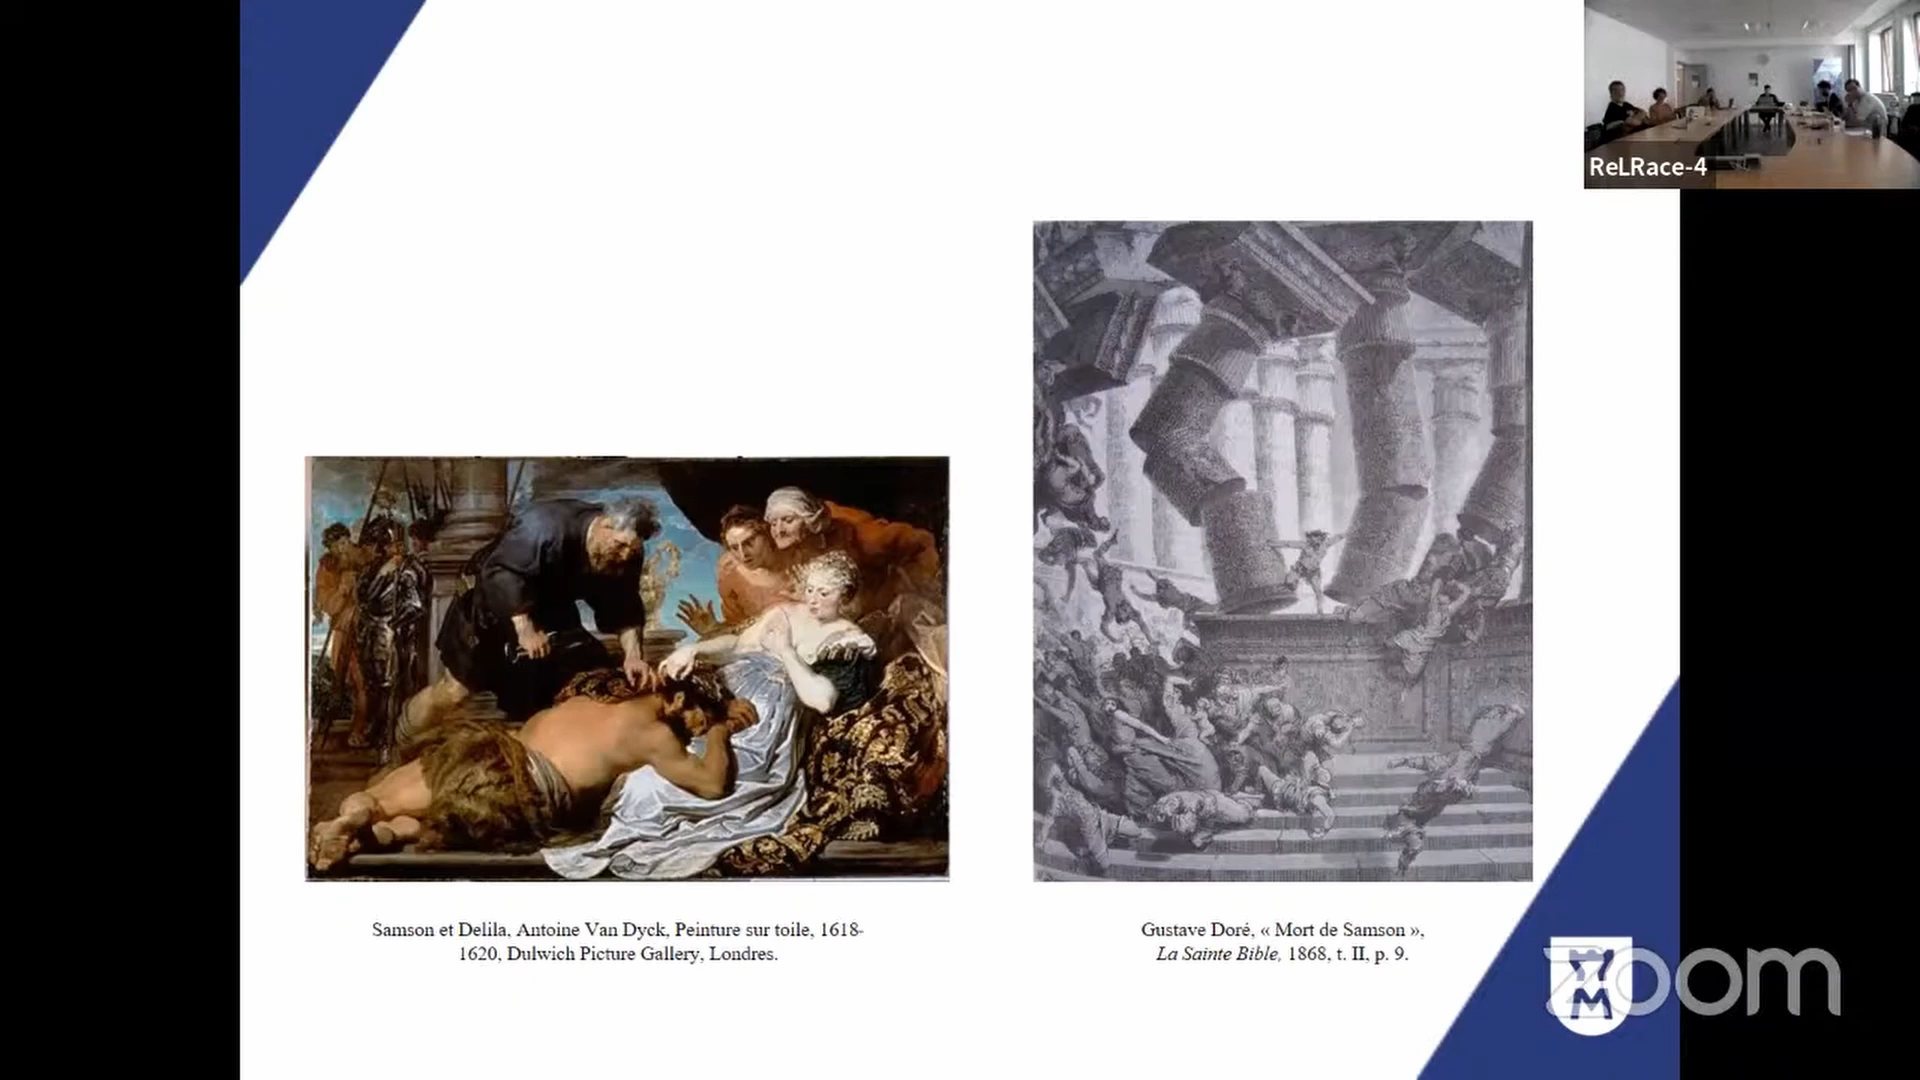 ReLRace-4
Samson et Delila, Antoine Van Dyck, Peinture sur toile, 1618-
1620, Dulwich Picture Gallery, Londres.
Gustave Doré, « Mort de Samson »,
La Sainte Bible, 1868, t. II, p. 9.
zoom